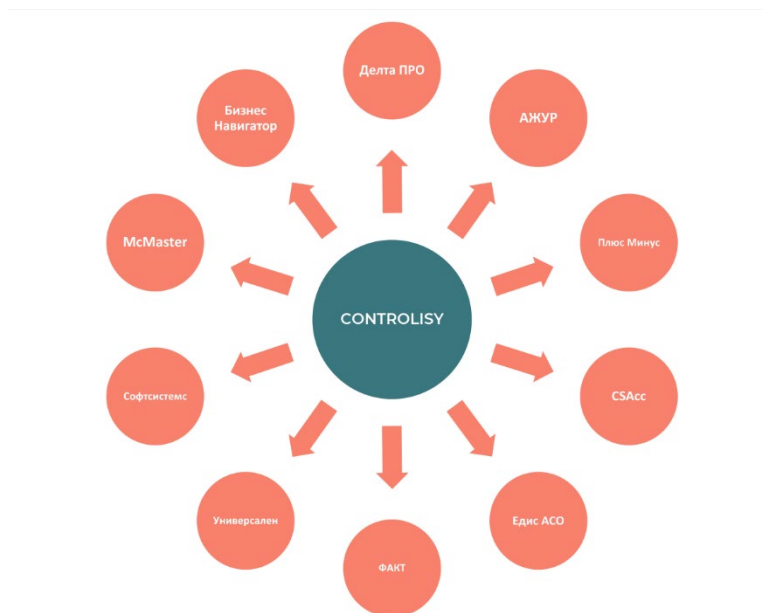 Делта ПРО
Бизнес
Навигатор
АЖУР
McMaster
Плюс Минус
CONTROLISY
Софтсистемс
CSAcc
Универсален
Едис АСО
ФАКТ